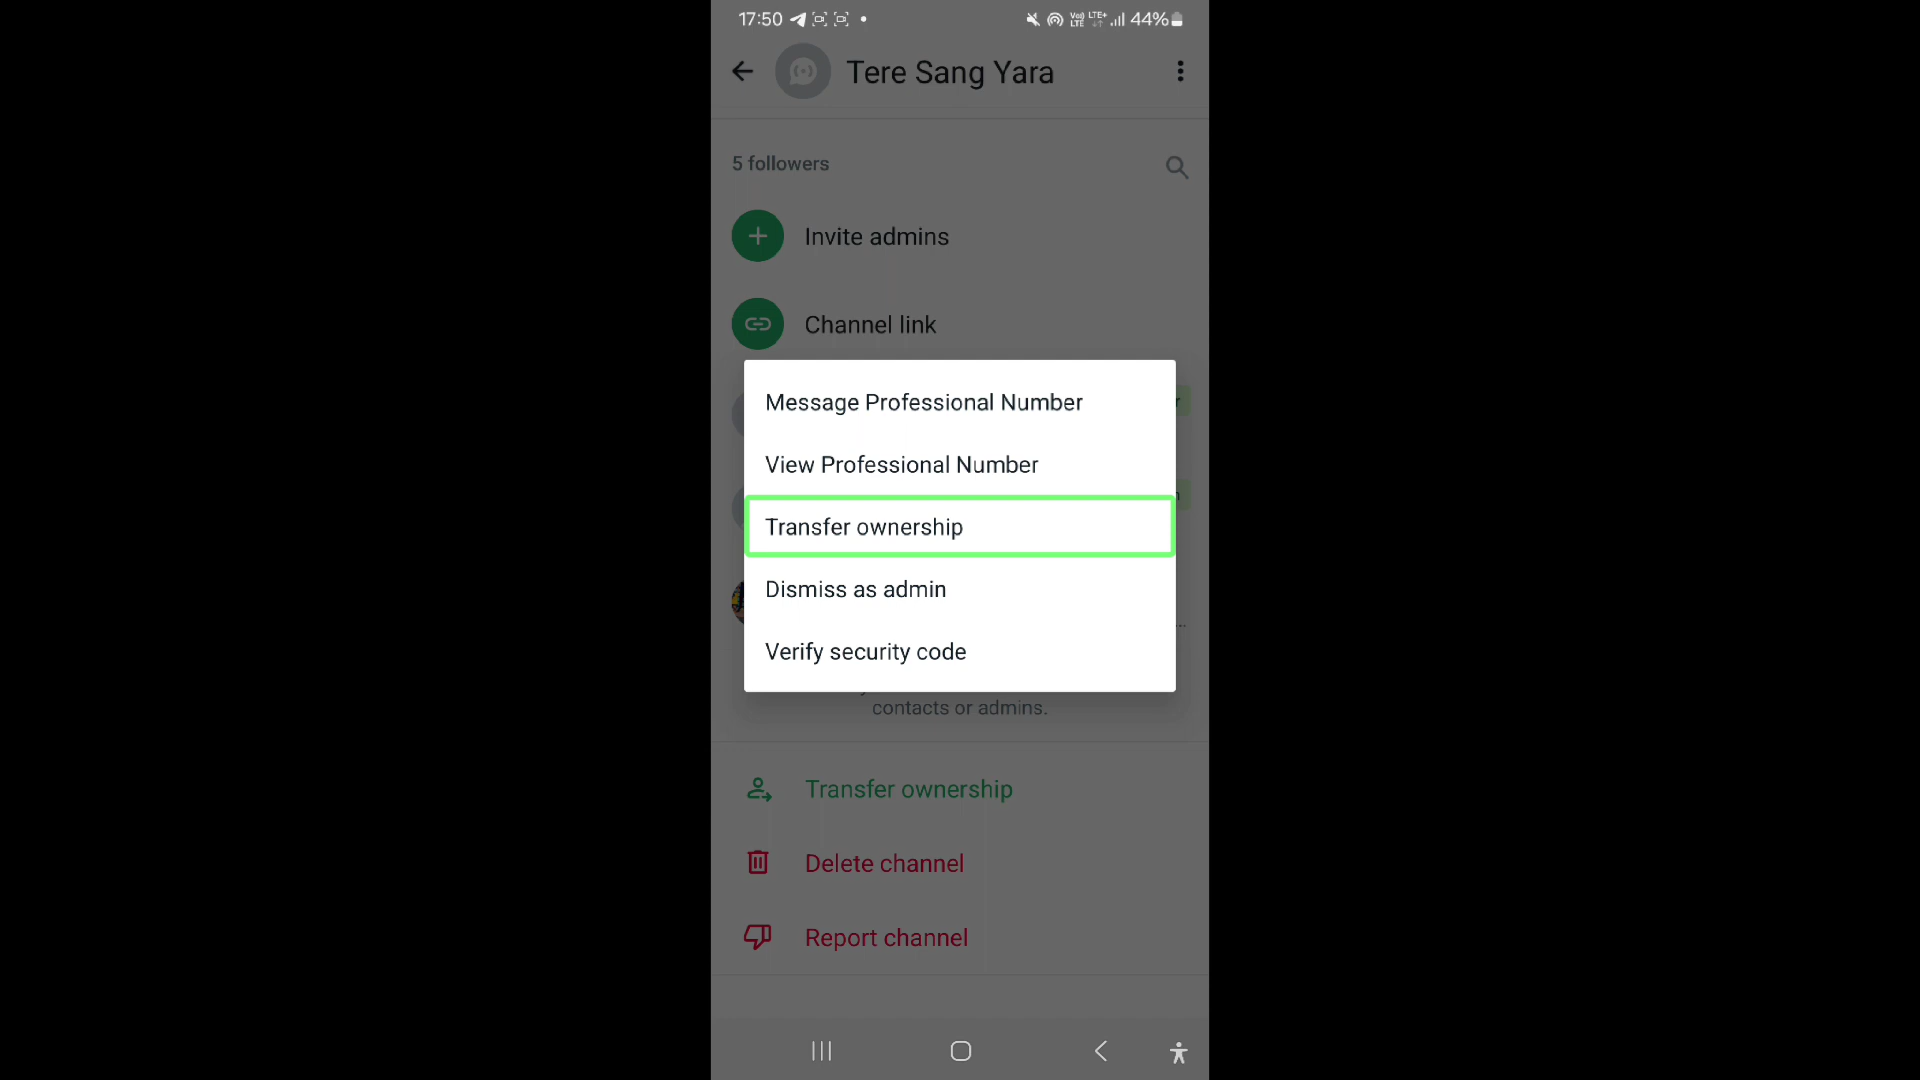 17:50 44%
Tere Sang Yara
5 followers
Invite admins
Channel link
Message Professional Number
View Professional Number
Transfer ownership
Dismiss as admin
Verify security code
contacts or admins.
Transfer ownership
Delete channel
Report channel